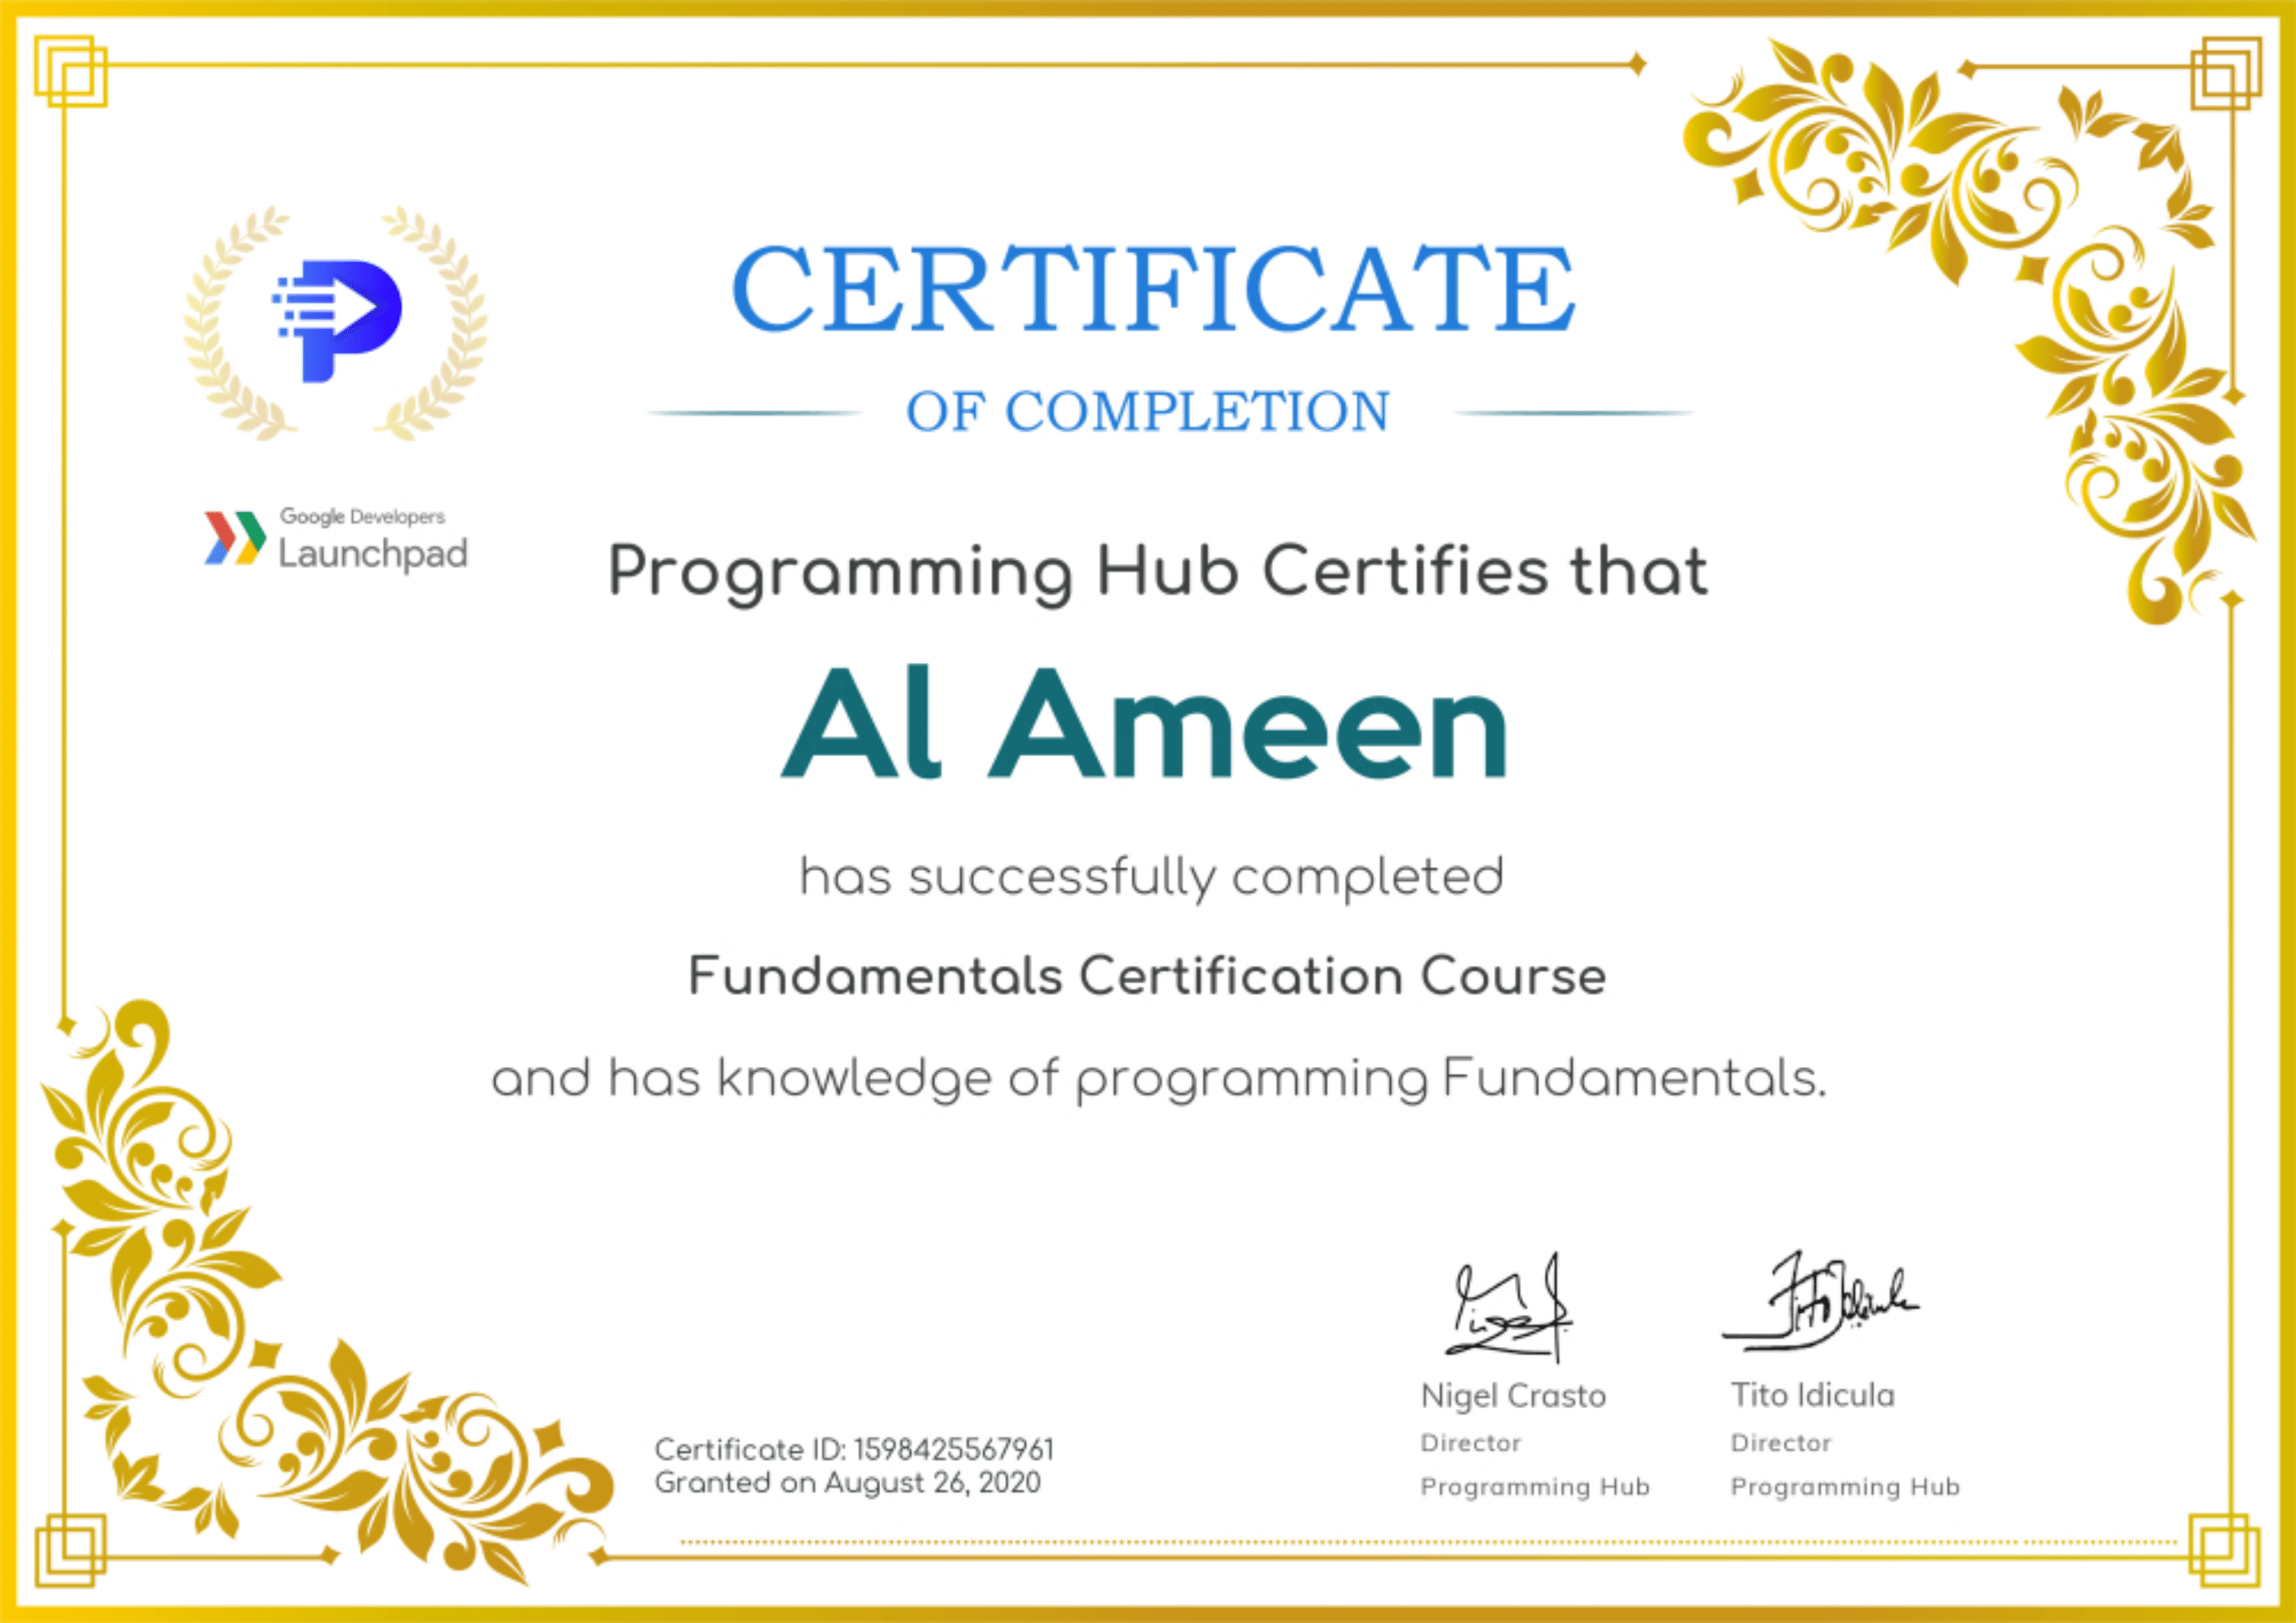 CERTIFICATE
OF COMPLETION
Google Developers
Launchpad
Programming Hub Certifies that
Al Ameen
has successfully completed
Fundamentals Certification Course
and has knowledge of programming Fundamentals.
Nigel Crasto
Director
Programming Hub
Tito Idicula
Director
Programming Hub
Certificate ID: 1598425567961
Granted on August 26, 2020